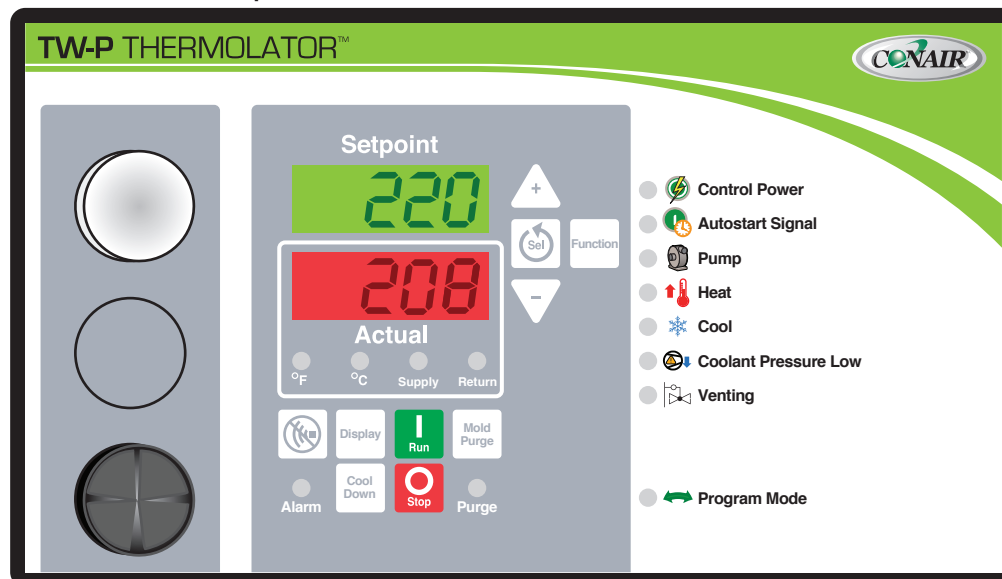 TW-P THERMOLATOR™
CONAIR®
Setpoint
220
+
Sel
Function
208
-
Actual
°F
°C
Supply
Return
Display
Run
Mold
Purge
Alarm
Cool
Down
Stop
Purge
Control Power
Autostart Signal
Pump
Heat
Cool
Coolant Pressure Low
Venting
Program Mode